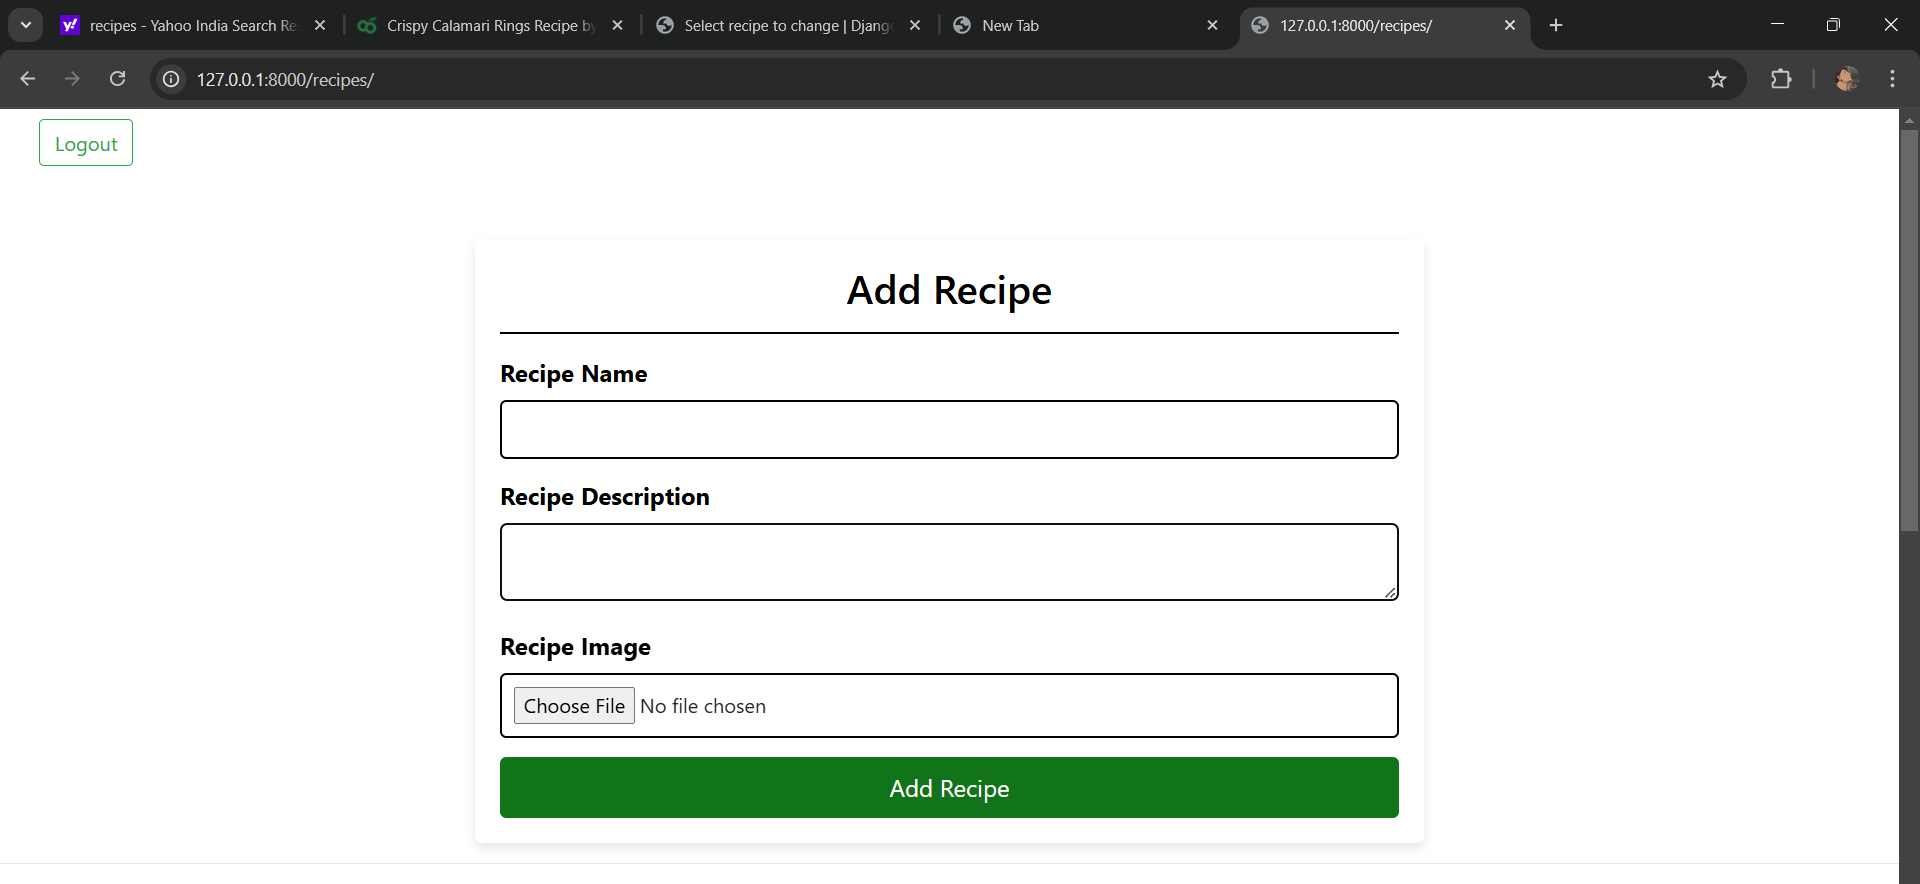 recipes - Yahoo India Search Re
Crispy Calamari Rings Recipe by
Select recipe to change | Djang
New Tab
127.0.0.1:8000/recipes/
127.0.0.1:8000/recipes/
Logout
Add Recipe
Recipe Name
Recipe Description
Recipe Image
Choose File No file chosen
Add Recipe